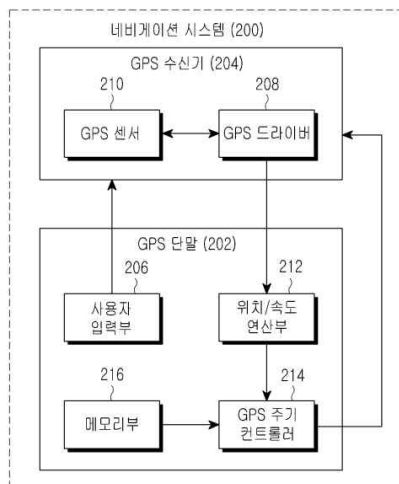 네비게이션 시스템 (200)
GPS 수신기 (204)
210
208
GPS 센서
GPS 드라이버
GPS 단말 (202)
206
212
사용자
입력부
위치/속도
연산부
216
214
메모리부
GPS 주기
컨트롤러